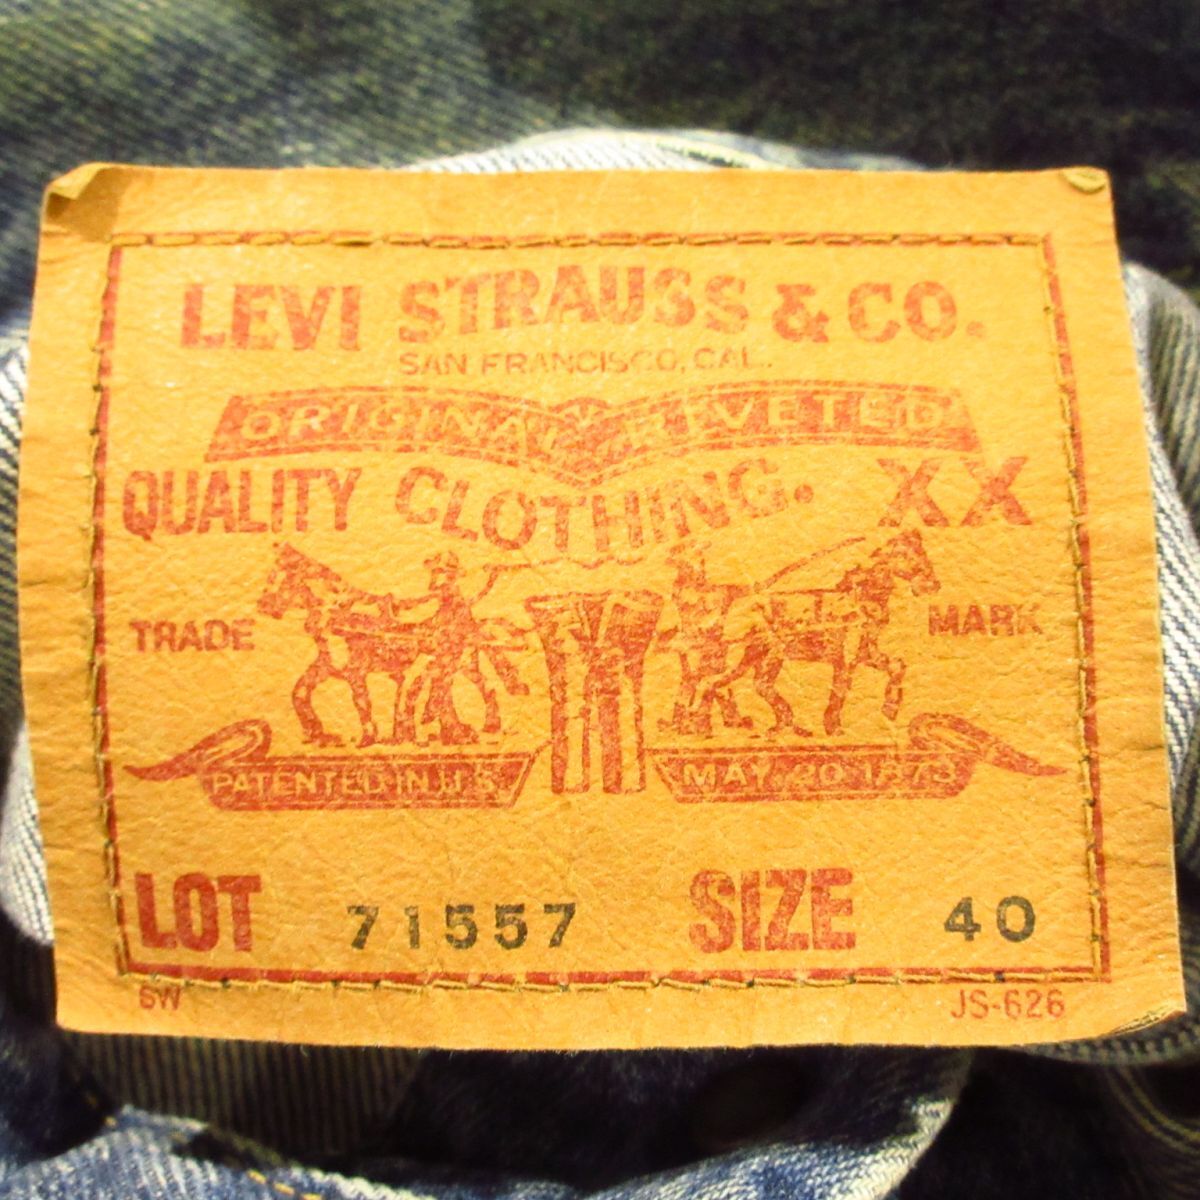 LEVI STRAUSS & CO.
SAN FRANCISCO, CAL.
ORIGINAL RIVETED
QUALITY CLOTHING. XX
TRADE MARK
PATENTED IN U.S. MAY 20 1873
LOT 71557 SIZE 40
SW JS-626